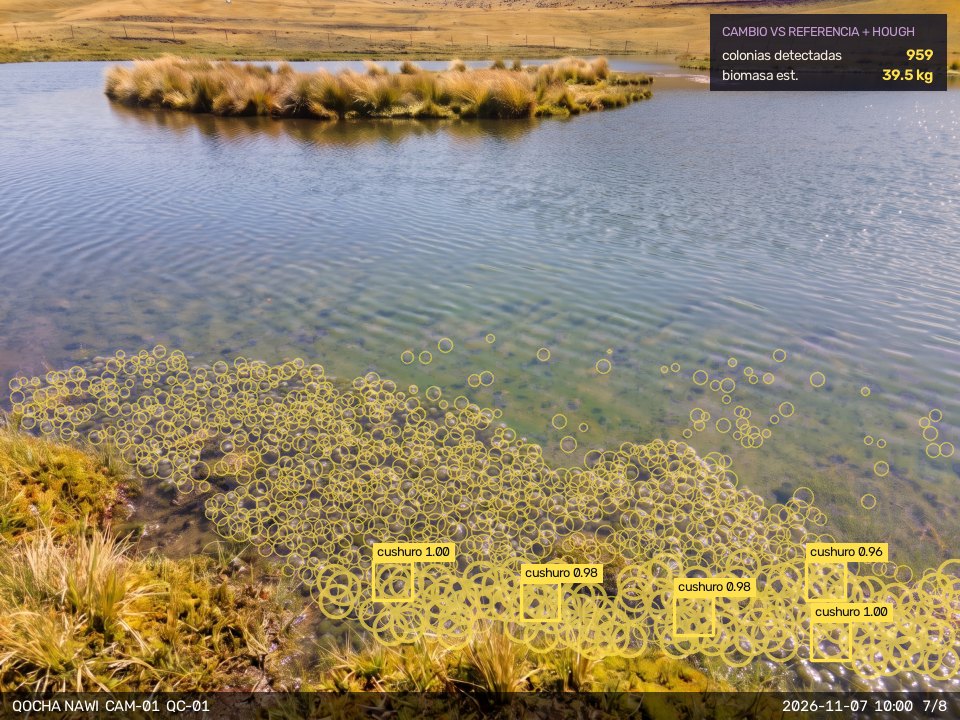 CAMBIO VS REFERENCIA + HOUGH
colonias detectadas 959
biomasa est. 39.5 kg
cushuro 1.00
cushuro 0.96
cushuro 0.98
cushuro 0.98
cushuro 1.00
QOCHA ÑAWI CAM-01 QC-01 2026-11-07 10:00 7/8